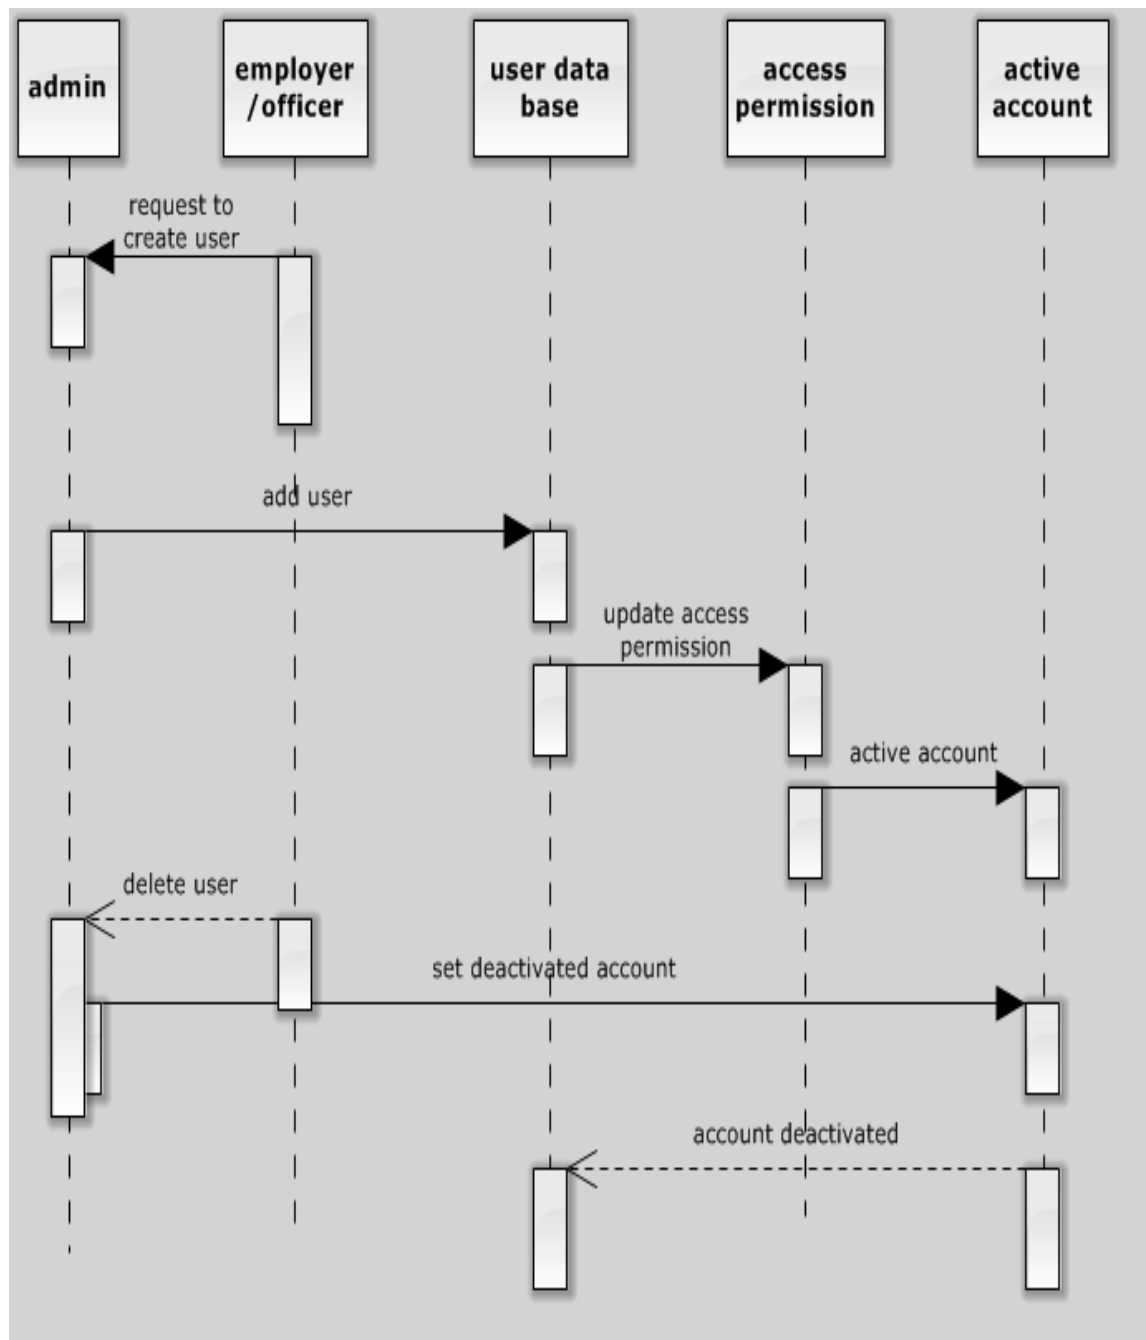 admin
employer
/officer
user data
base
access
permission
active
account
request to
create user
add user
update access
permission
active account
delete user
set deactivated account
account deactivated